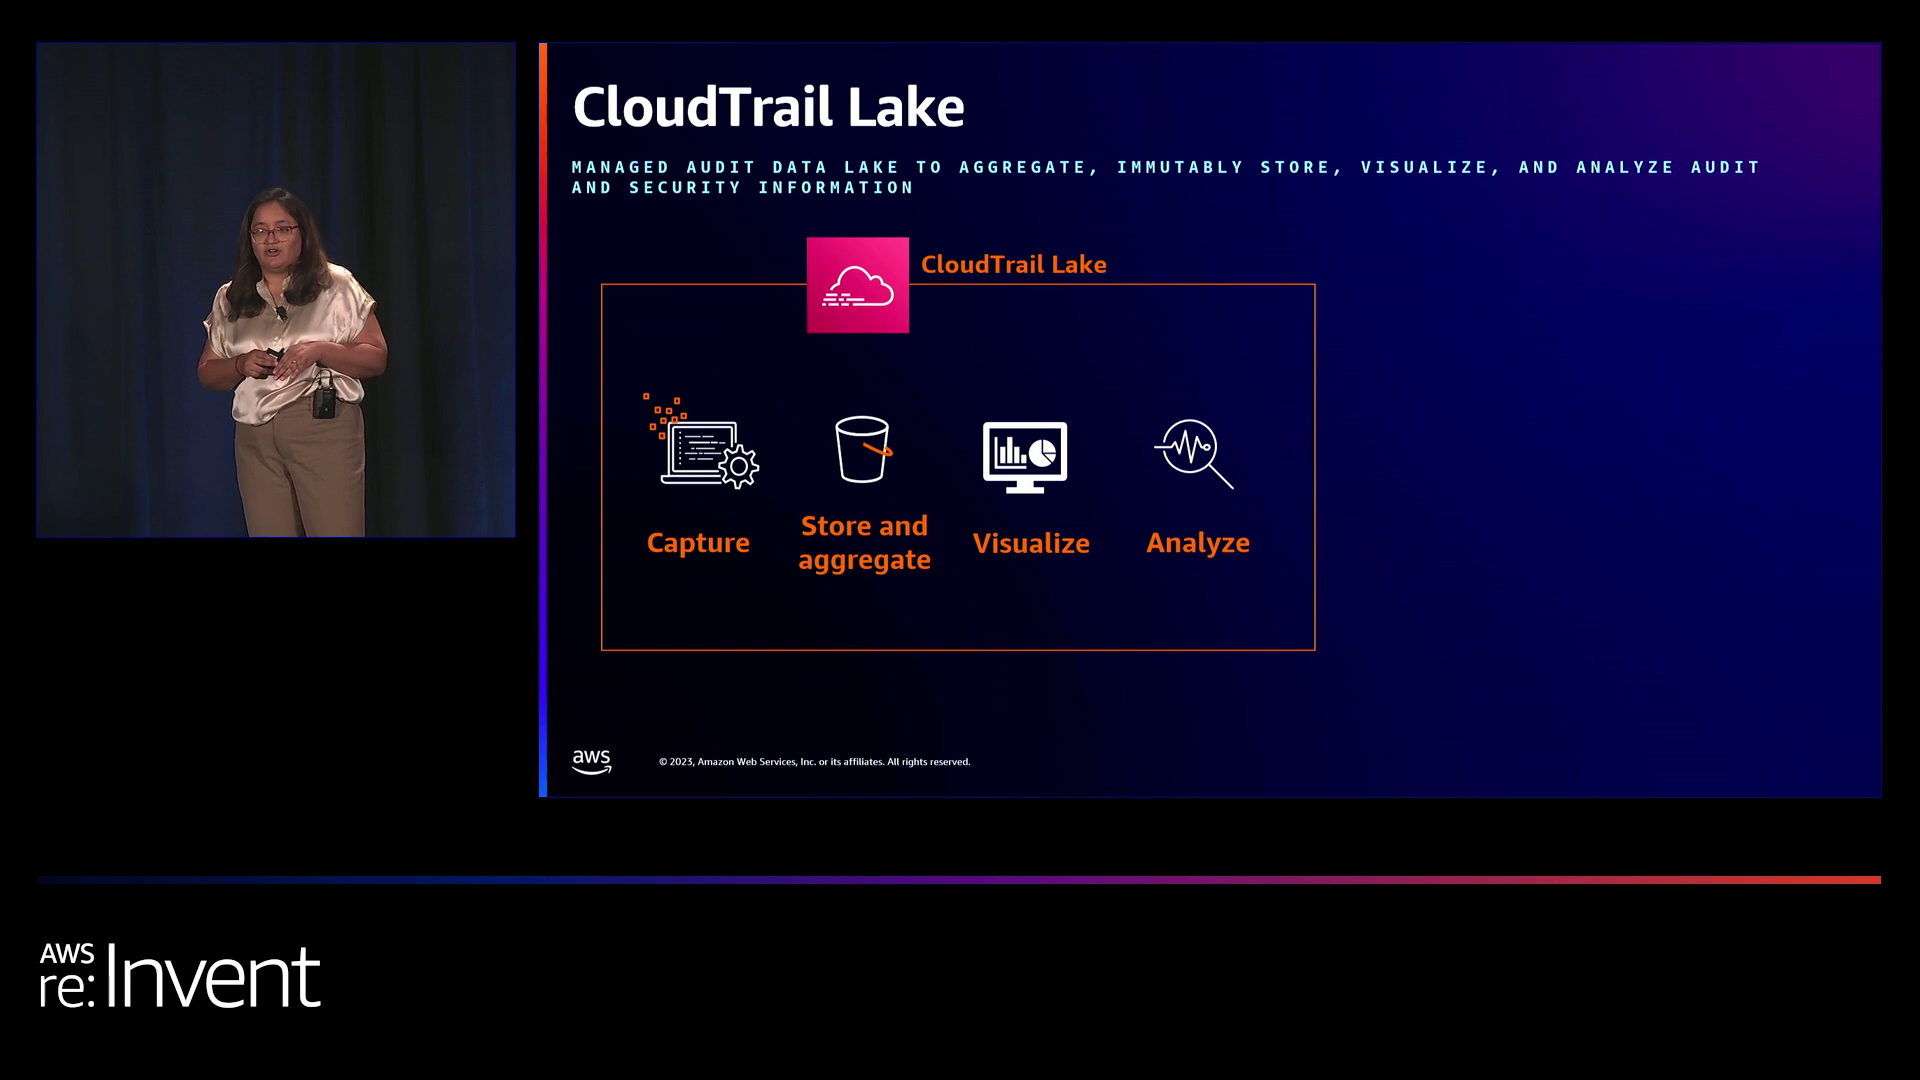 CloudTrail Lake
MANAGED AUDIT DATA LAKE TO AGGREGATE, IMMUTABLY STORE, VISUALIZE, AND ANALYZE AUDIT
AND SECURITY INFORMATION
CloudTrail Lake
Capture
Store and
aggregate
Visualize
Analyze
aws
© 2023, Amazon Web Services, Inc. or its affiliates. All rights reserved.
AWS
re:Invent